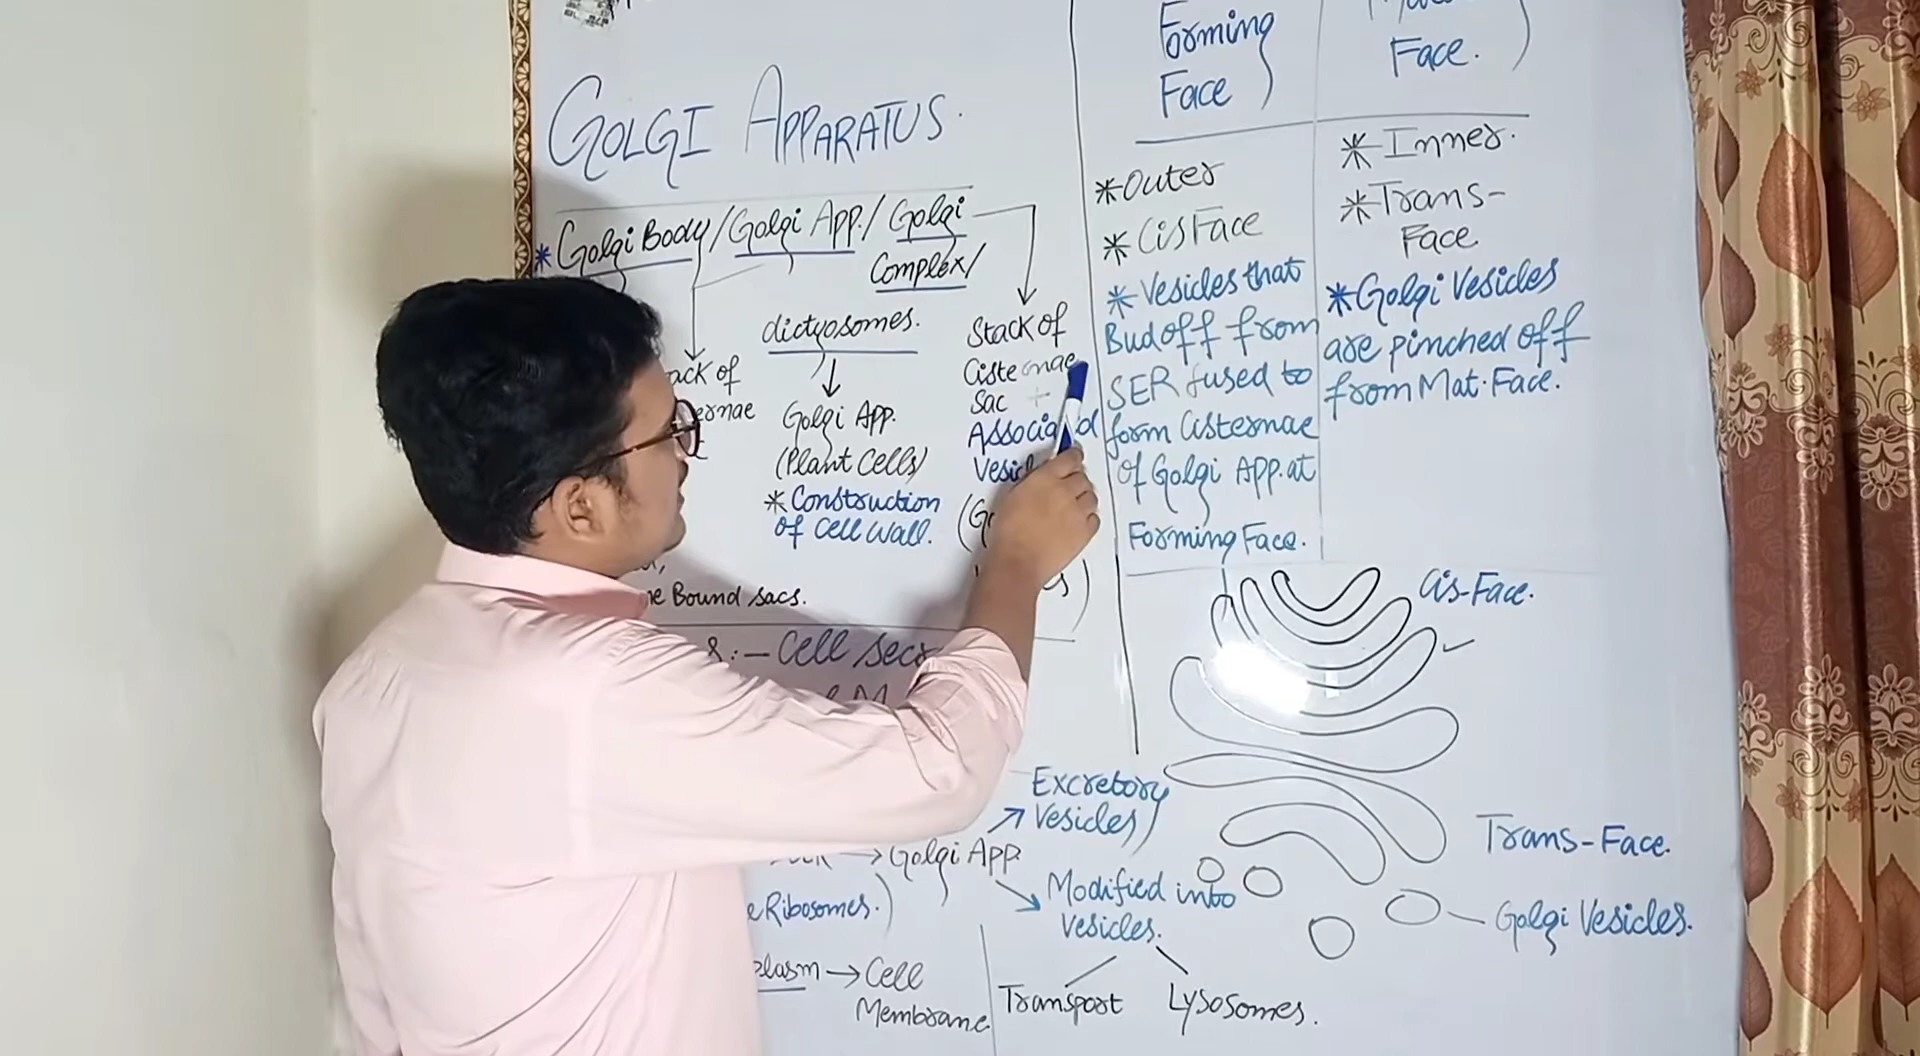 GOLGI APPARATUS.
* Golgi Body/Golgi App./Golgi
Complex/
dictyosomes.
Golgi App.
(Plant Cells)
* Construction
of Cell Wall.
Stack of
Cisternae
Sac +
Associated
of
Bound sacs.
:- Cell
→ Golgi App
Excretory
Vesicles
Modified into
Vesicles.
Transport
Lysosomes.
Ribosomes.)
→ Cell
Membrane
Forming
Face)
* Outer
* Cis Face
* Vesicles that
Bud off from
SER fused to
form Cisternae
of Golgi App. at
Forming Face.
Face.
* Inner.
* Trans-
Face
* Golgi Vesicles
are pinched off
from Mat. Face.
Cis-Face.
Trans-Face.
Golgi Vesicles.